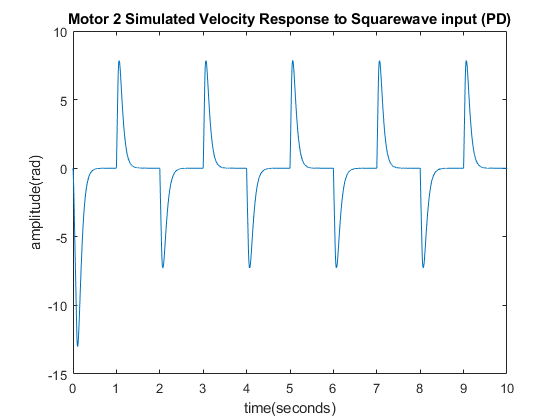 Motor 2 Simulated Velocity Response to Squarewave input (PD)
10
5
0
-5
-10
-15
amplitude(rad)
0 1 2 3 4 5 6 7 8 9 10
time(seconds)